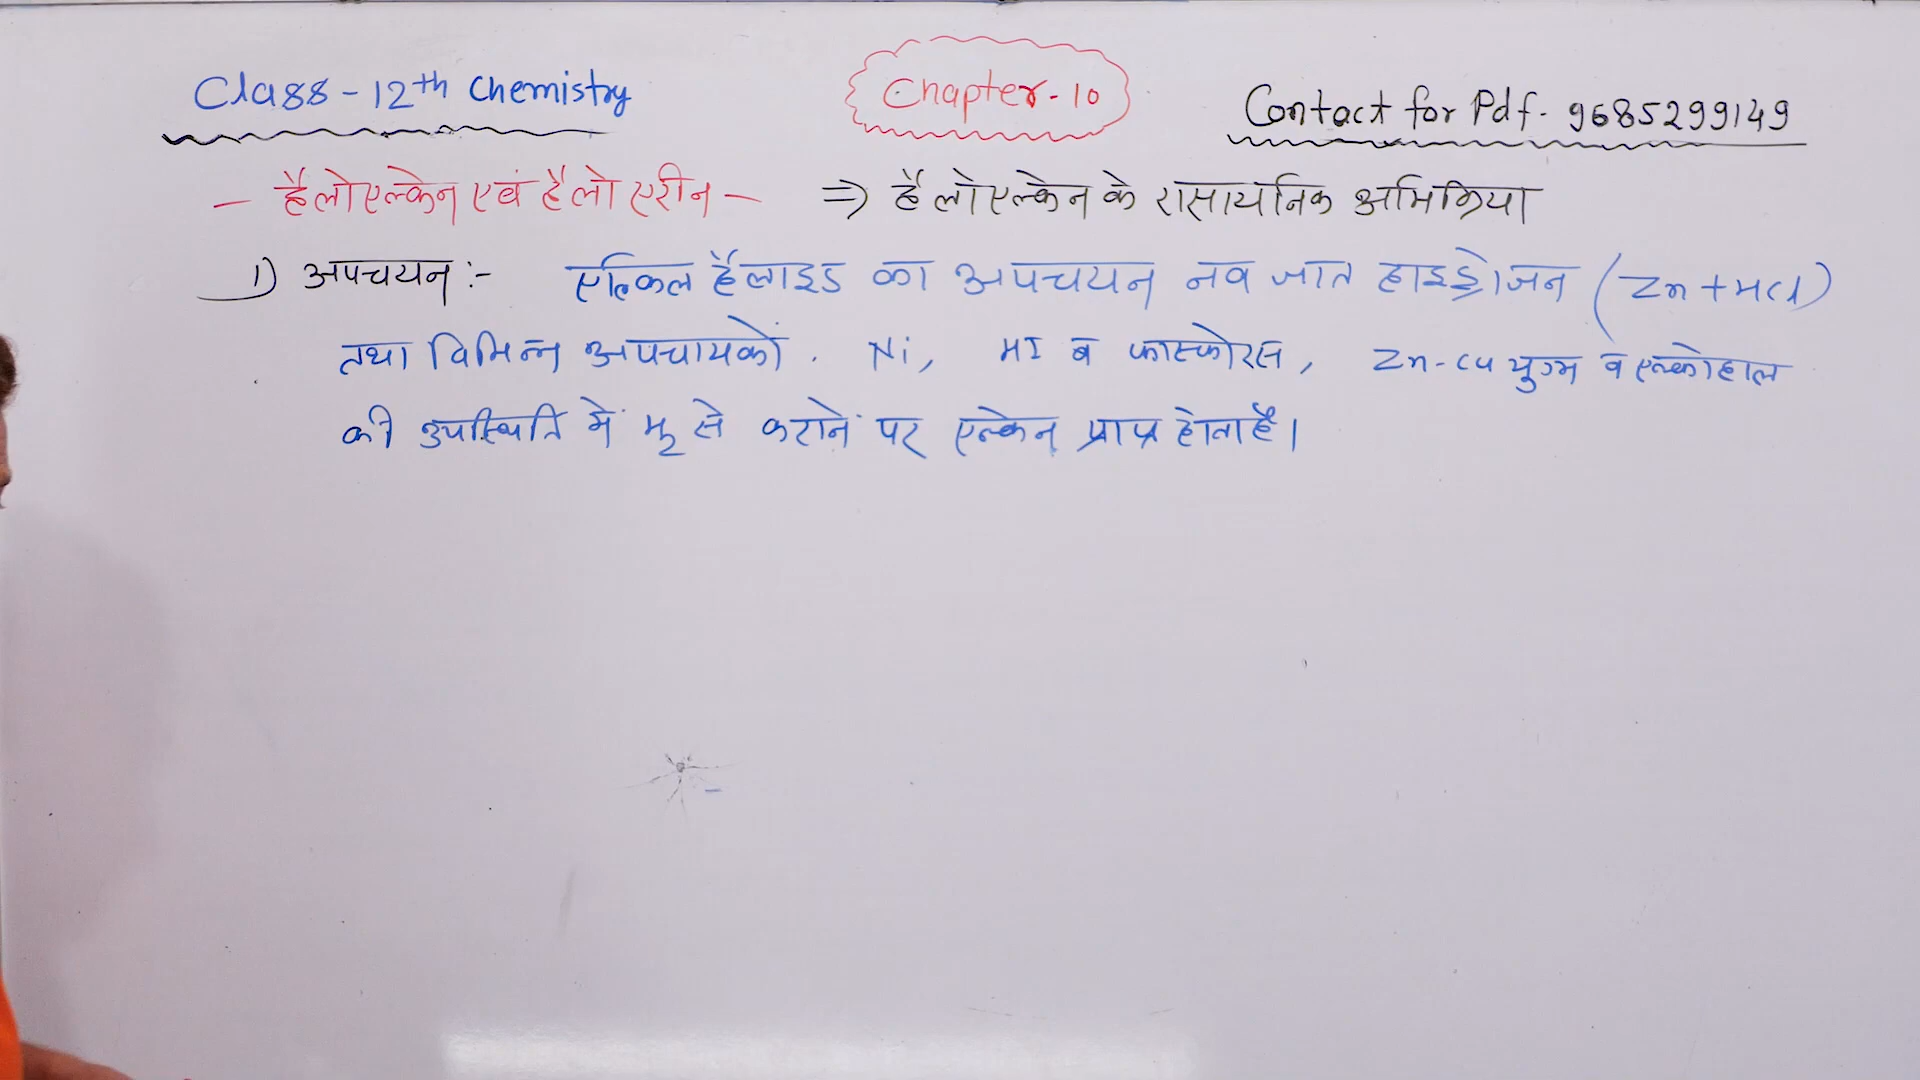 Class - 12th Chemistry
Chapter - 10
Contact for Pdf - 9685299149
- हैलोएल्केन एवं हैलोएरीन - ⇒ हैलोएल्केन के रासायनिक अभिक्रिया
1) अपचयन :- एल्किल हैलाइड का अपचयन नव जात हाइड्रोजन (Zn + HCl)
तथा विभिन्न अपचायकों . Ni, HI व फास्फोरस, Zn-Cu युग्म व एल्कोहाल
की उपस्थिति में H2 से कराने पर एल्केन प्राप्त होता है।